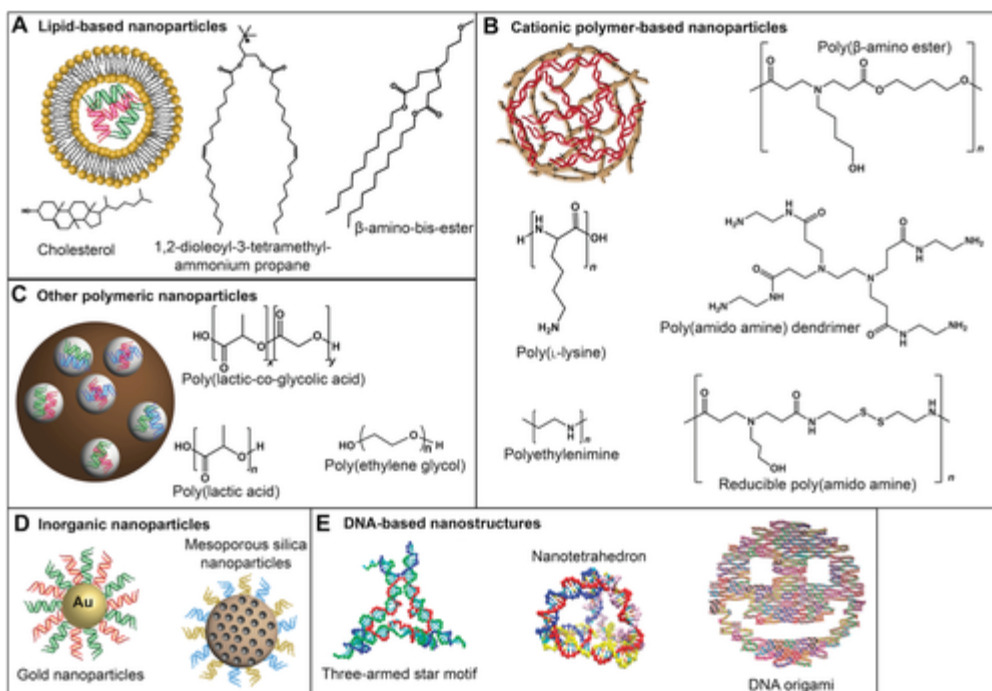 A Lipid-based nanoparticles
Cholesterol
1,2-dioleoyl-3-tetramethyl-
ammonium propane
β-amino-bis-ester
B Cationic polymer-based nanoparticles
Poly(β-amino ester)
O
O
N
O
O
n
OH
H
H
N
O
OH
n
H₂N
Poly(L-lysine)
H₂N
H
N
O
O
N
H
NH₂
N
N
O
NH
H₂N
O
N
H
NH₂
Poly(amido amine) dendrimer
N
H
n
Polyethylenimine
O
O
N
N
H
S
S
H
N
n
OH
Reducible poly(amido amine)
C Other polymeric nanoparticles
HO
O
O
x
O
O
H
y
Poly(lactic-co-glycolic acid)
HO
O
O
H
n
Poly(lactic acid)
HO
O
H
n
Poly(ethylene glycol)
D Inorganic nanoparticles
Au
Gold nanoparticles
Mesoporous silica
nanoparticles
E DNA-based nanostructures
Three-armed star motif
Nanotetrahedron
DNA origami